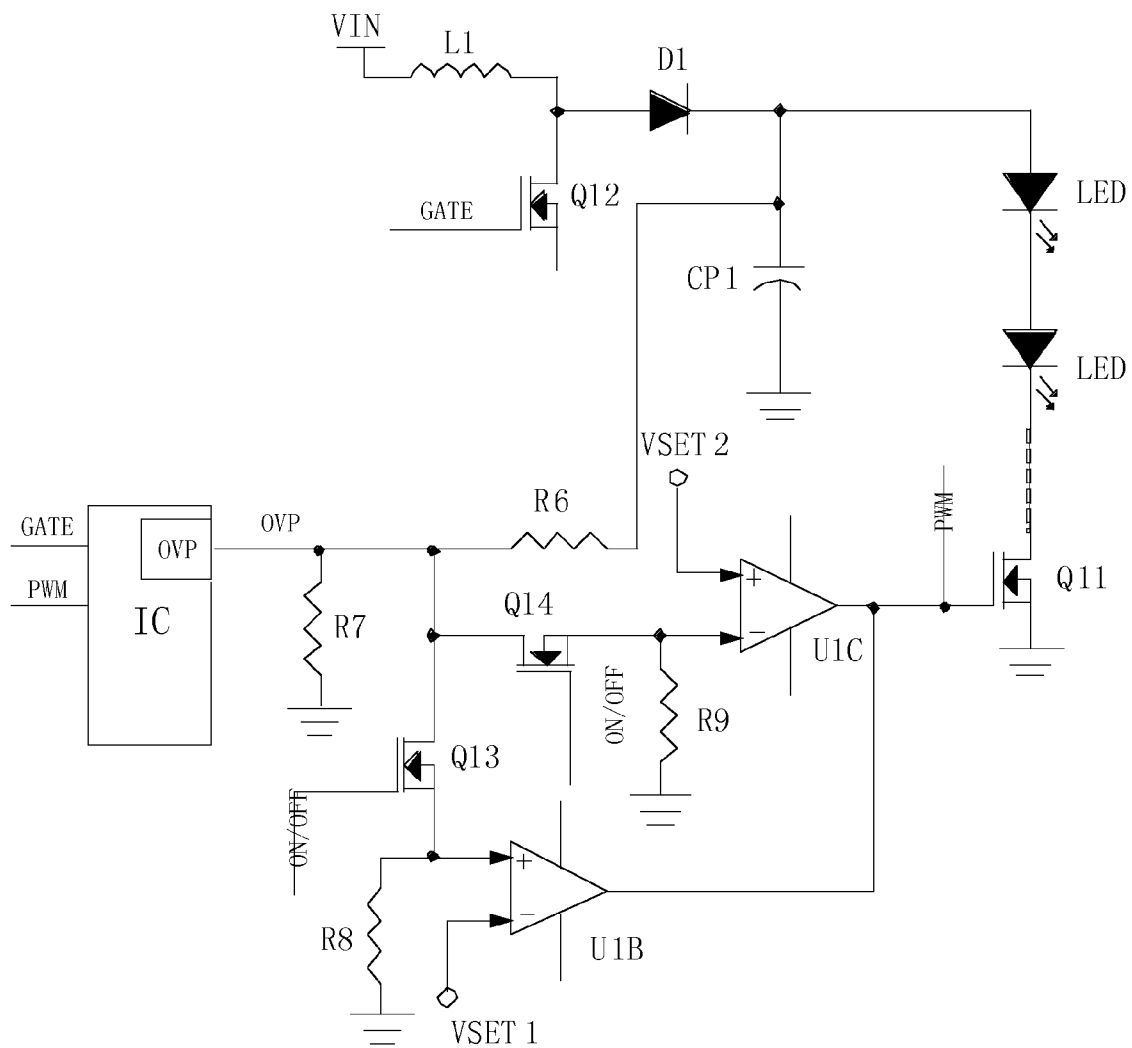 VIN
L1
D1
Q12
GATE
LED
CP1
LED
VSET 2
R6
PWM
GATE
OVP
OVP
PWM
IC
R7
Q14
+
−
U1C
Q11
ON/OFF
R9
Q13
ON/OFF
+
−
R8
U1B
VSET 1